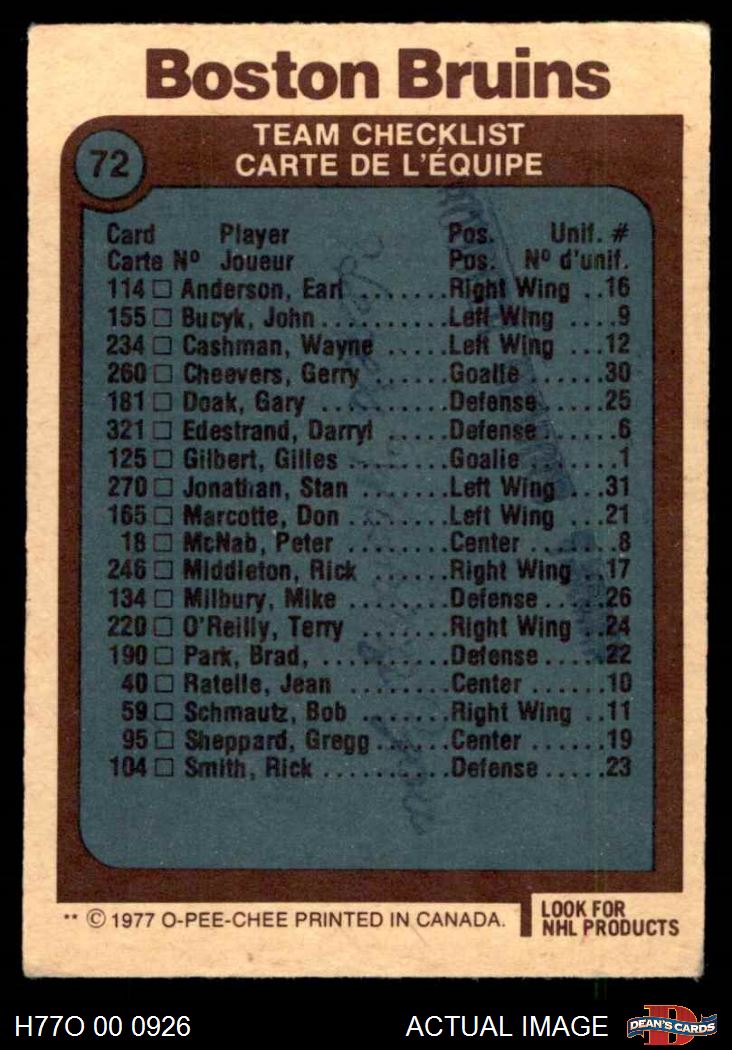 Boston Bruins
72
TEAM CHECKLIST
CARTE DE L'ÉQUIPE
Card Player Pos. Unif. #
Carte Nº Joueur Pos. Nº d'unif.
114 □ Anderson, Earl ........Right Wing ..16
155 □ Bucyk, John...........Left Wing ....9
234 □ Cashman, Wayne ......Left Wing ...12
260 □ Cheevers, Gerry .......Goalie ......30
181 □ Doak, Gary ...........Defense.....25
321 □ Edestrand, Darryl ......Defense......6
125 □ Gilbert, Gilles .........Goalie .......1
270 □ Jonathan, Stan ........Left Wing ...31
165 □ Marcotte, Don .........Left Wing ...21
18 □ McNab, Peter .........Center .......8
246 □ Middleton, Rick .......Right Wing ..17
134 □ Milbury, Mike .........Defense.....26
220 □ O'Reilly, Terry ........Right Wing ..24
190 □ Park, Brad, ...........Defense.....22
40 □ Ratelle, Jean ..........Center ......10
59 □ Schmautz, Bob ........Right Wing ..11
95 □ Sheppard, Gregg .......Center ......19
104 □ Smith, Rick ...........Defense.....23
** © 1977 O-PEE-CHEE PRINTED IN CANADA.
LOOK FOR
NHL PRODUCTS
H77O 00 0926 ACTUAL IMAGE
DEAN'S CARDS